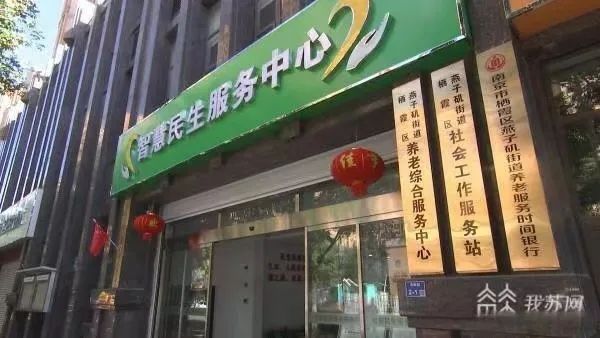 智慧民生服务中心
栖霞区
燕子矶街道
养老综合服务中心
栖霞区
燕子矶街道
社会工作服务站
南京市栖霞区燕子矶街道养老服务时间银行
2-1
我苏网